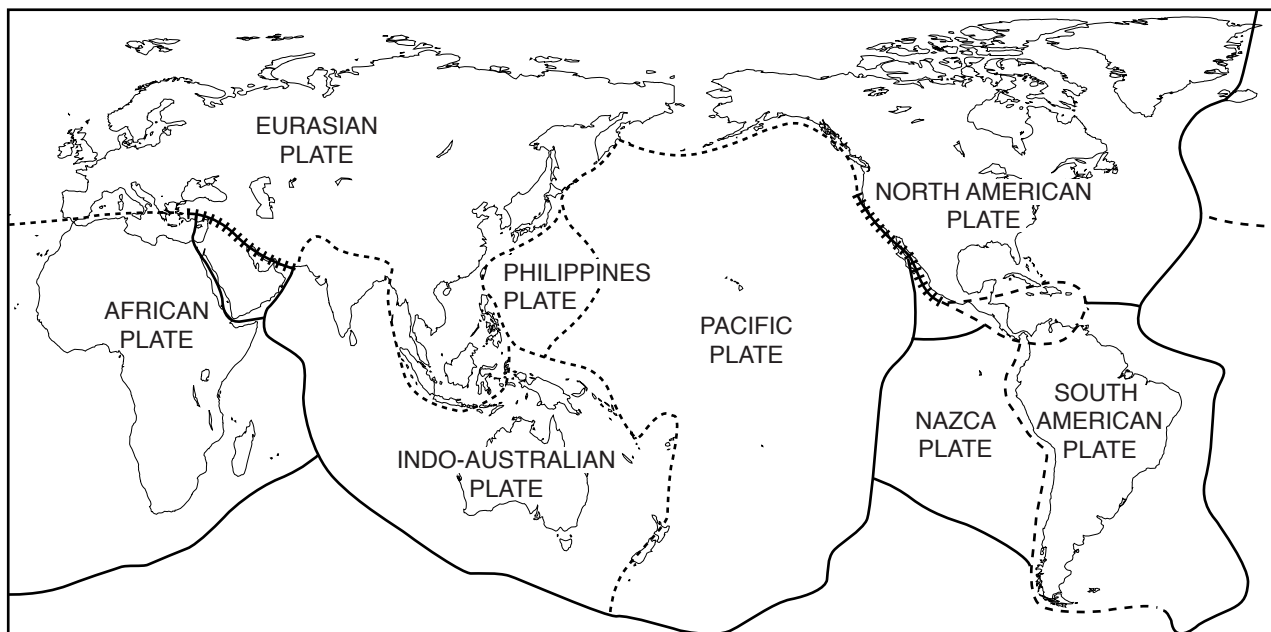 EURASIAN
PLATE
NORTH AMERICAN
PLATE
PHILIPPINES
PLATE
AFRICAN
PLATE
PACIFIC
PLATE
SOUTH
AMERICAN
PLATE
NAZCA
PLATE
INDO-AUSTRALIAN
PLATE